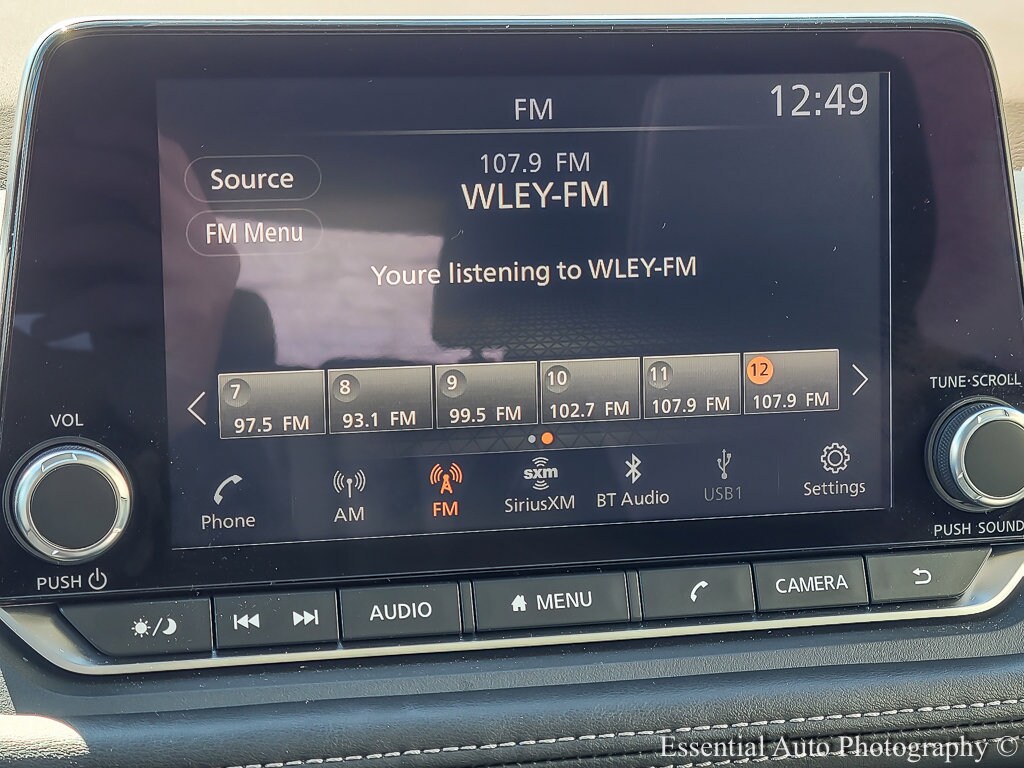 FM
12:49
107.9 FM
WLEY-FM
Source
FM Menu
Youre listening to WLEY-FM
7
8
9
10
11
12
97.5 FM
93.1 FM
99.5 FM
102.7 FM
107.9 FM
107.9 FM
VOL
TUNE·SCROLL
Phone
AM
FM
sxm
SiriusXM
BT Audio
USB1
Settings
PUSH
PUSH SOUND
AUDIO
MENU
CAMERA
Essential Auto Photography ©